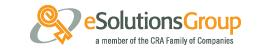 eSolutionsGroup
a member of the CRA Family of Companies